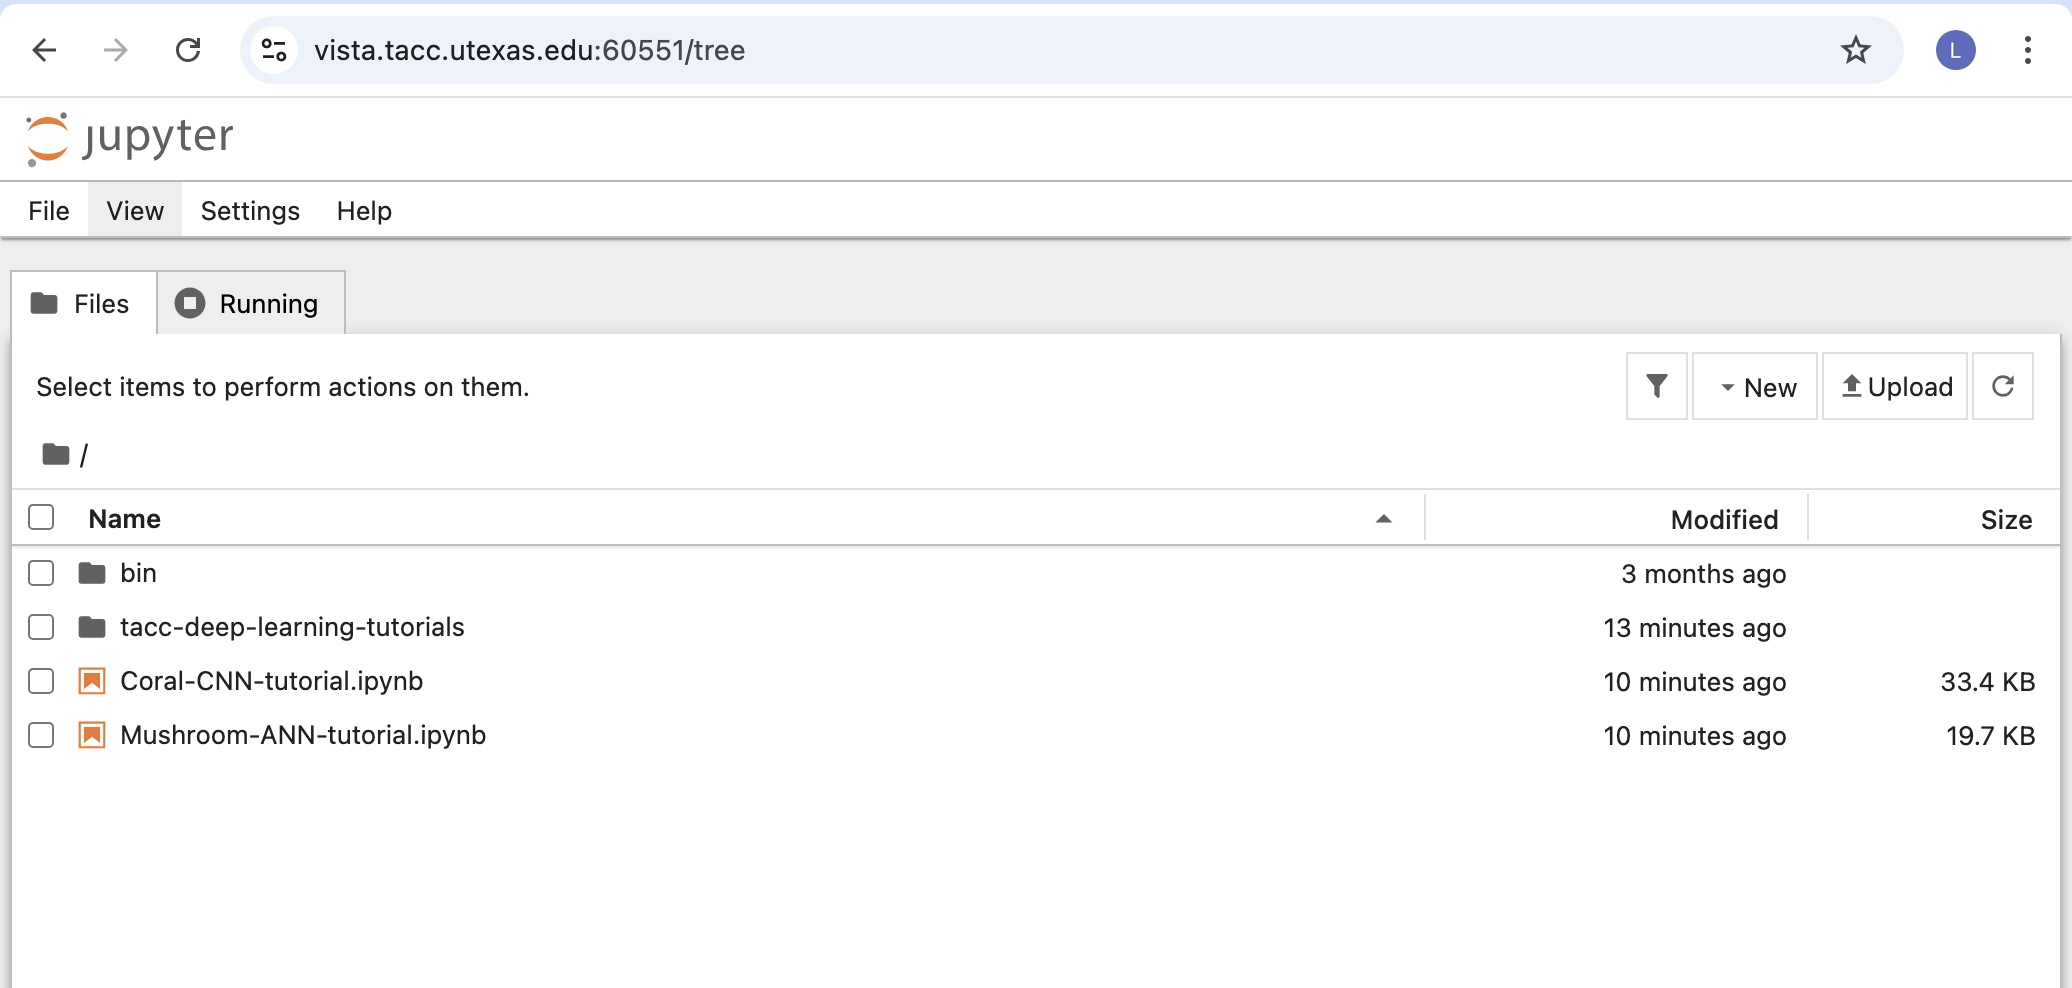 vista.tacc.utexas.edu:60551/tree
L
jupyter
File View Settings Help
Files Running
Select items to perform actions on them.
New Upload
/
Name Modified Size
bin 3 months ago
tacc-deep-learning-tutorials 13 minutes ago
Coral-CNN-tutorial.ipynb 10 minutes ago 33.4 KB
Mushroom-ANN-tutorial.ipynb 10 minutes ago 19.7 KB